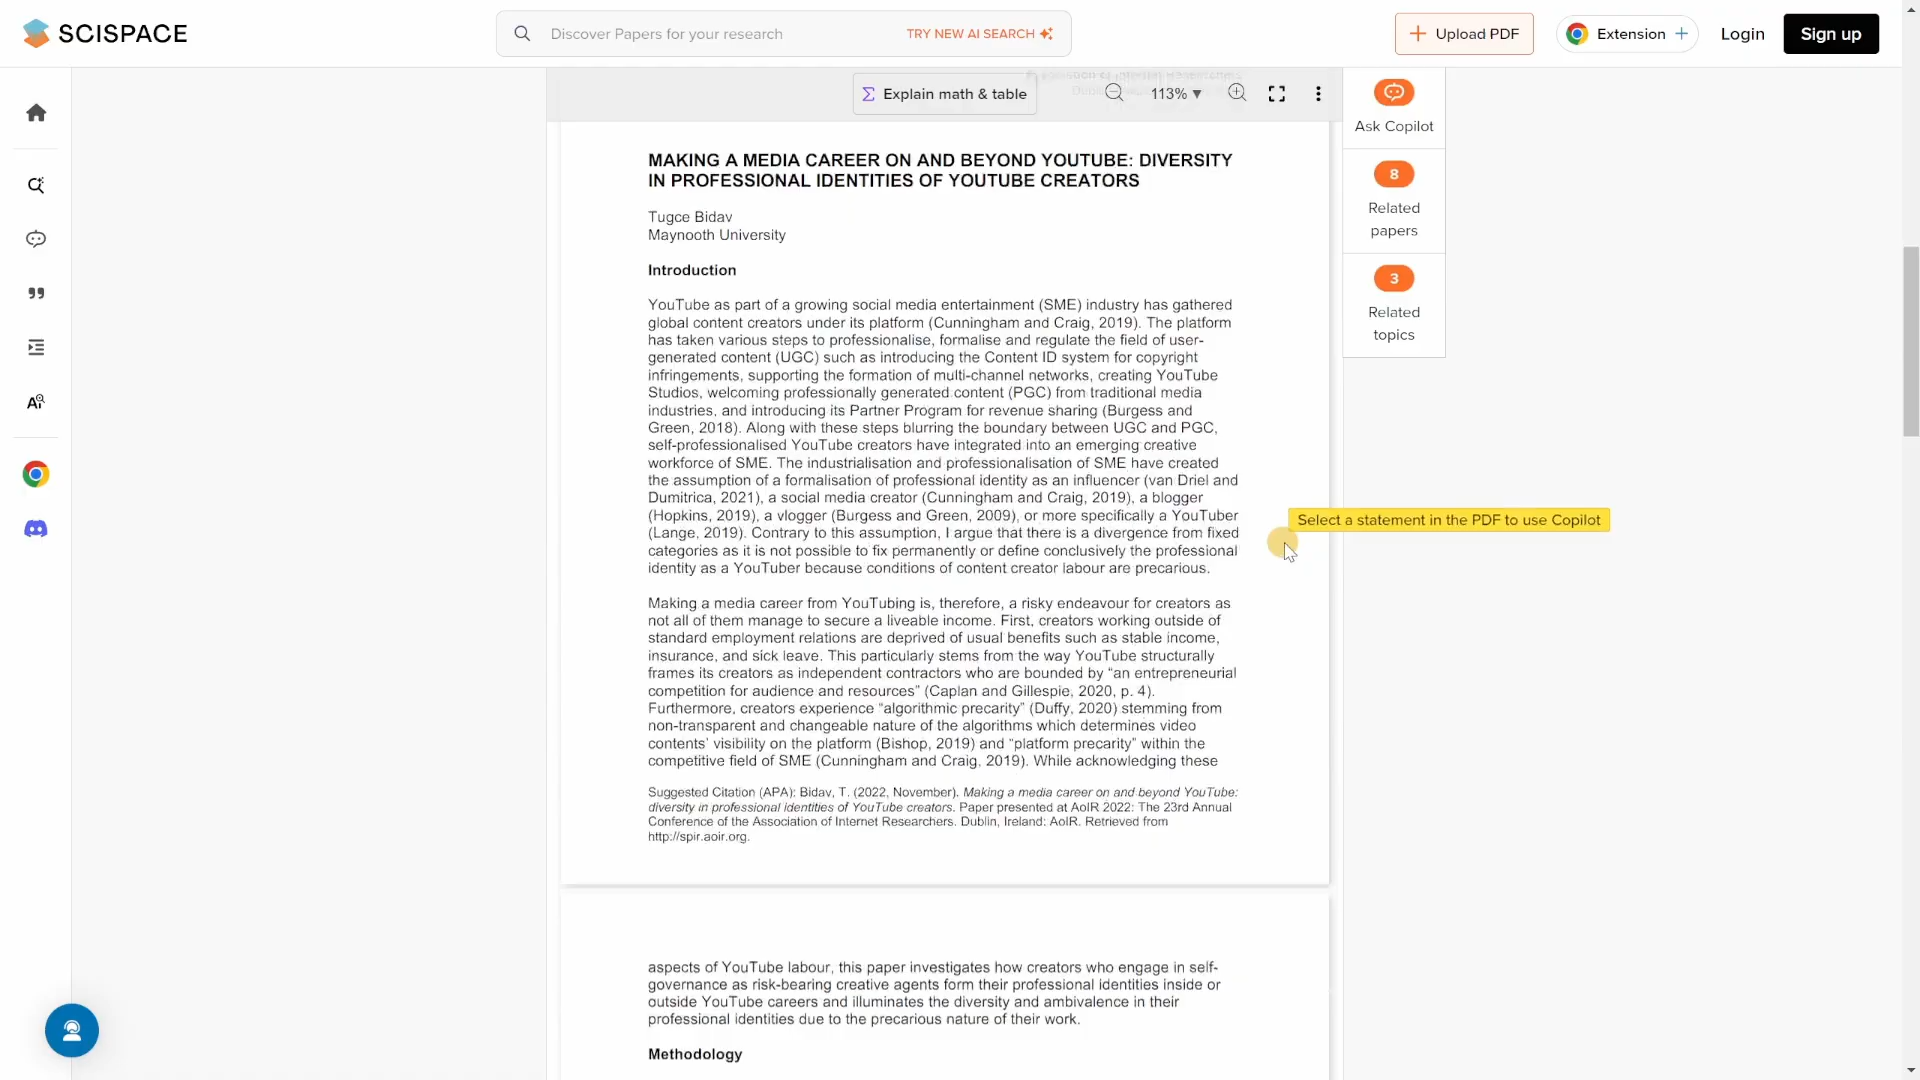 SCISPACE
Discover Papers for your research
TRY NEW AI SEARCH
Upload PDF
Extension
Login
Sign up
Explain math & table
113%
Ask Copilot
8
Related
papers
3
Related
topics
MAKING A MEDIA CAREER ON AND BEYOND YOUTUBE: DIVERSITY
IN PROFESSIONAL IDENTITIES OF YOUTUBE CREATORS
Tugce Bidav
Maynooth University
Introduction
YouTube as part of a growing social media entertainment (SME) industry has gathered
global content creators under its platform (Cunningham and Craig, 2019). The platform
has taken various steps to professionalise, formalise and regulate the field of user-
generated content (UGC) such as introducing the Content ID system for copyright
infringements, supporting the formation of multi-channel networks, creating YouTube
Studios, welcoming professionally generated content (PGC) from traditional media
industries, and introducing its Partner Program for revenue sharing (Burgess and
Green, 2018). Along with these steps blurring the boundary between UGC and PGC,
self-professionalised YouTube creators have integrated into an emerging creative
workforce of SME. The industrialisation and professionalisation of SME have created
the assumption of a formalisation of professional identity as an influencer (van Driel and
Dumitrica, 2021), a social media creator (Cunningham and Craig, 2019), a blogger
(Hopkins, 2019), a vlogger (Burgess and Green, 2009), or more specifically a YouTuber
(Lange, 2019). Contrary to this assumption, I argue that there is a divergence from fixed
categories as it is not possible to fix permanently or define conclusively the professional
identity as a YouTuber because conditions of content creator labour are precarious.
Select a statement in the PDF to use Copilot
Making a media career from YouTubing is, therefore, a risky endeavour for creators as
not all of them manage to secure a liveable income. First, creators working outside of
standard employment relations are deprived of usual benefits such as stable income,
insurance, and sick leave. This particularly stems from the way YouTube structurally
frames its creators as independent contractors who are bounded by “an entrepreneurial
competition for audience and resources” (Caplan and Gillespie, 2020, p. 4).
Furthermore, creators experience “algorithmic precarity” (Duffy, 2020) stemming from
non-transparent and changeable nature of the algorithms which determines video
contents’ visibility on the platform (Bishop, 2019) and “platform precarity” within the
competitive field of SME (Cunningham and Craig, 2019). While acknowledging these
Suggested Citation (APA): Bidav, T. (2022, November). Making a media career on and beyond YouTube:
diversity in professional identities of YouTube creators. Paper presented at AoIR 2022: The 23rd Annual
Conference of the Association of Internet Researchers. Dublin, Ireland: AoIR. Retrieved from
http://spir.aoir.org.
aspects of YouTube labour, this paper investigates how creators who engage in self-
governance as risk-bearing creative agents form their professional identities inside or
outside YouTube careers and illuminates the diversity and ambivalence in their
professional identities due to the precarious nature of their work.
Methodology